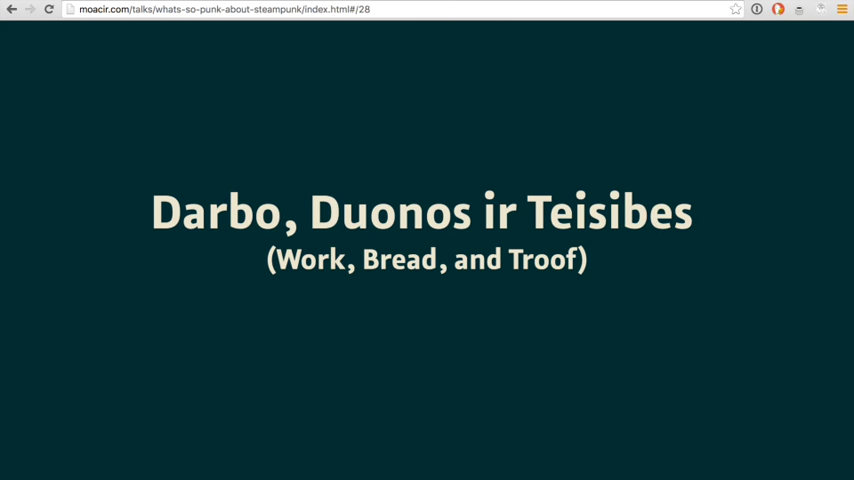 moacir.com/talks/whats-so-punk-about-steampunk/index.html#/28
Darbo, Duonos ir Teisibes
(Work, Bread, and Troof)